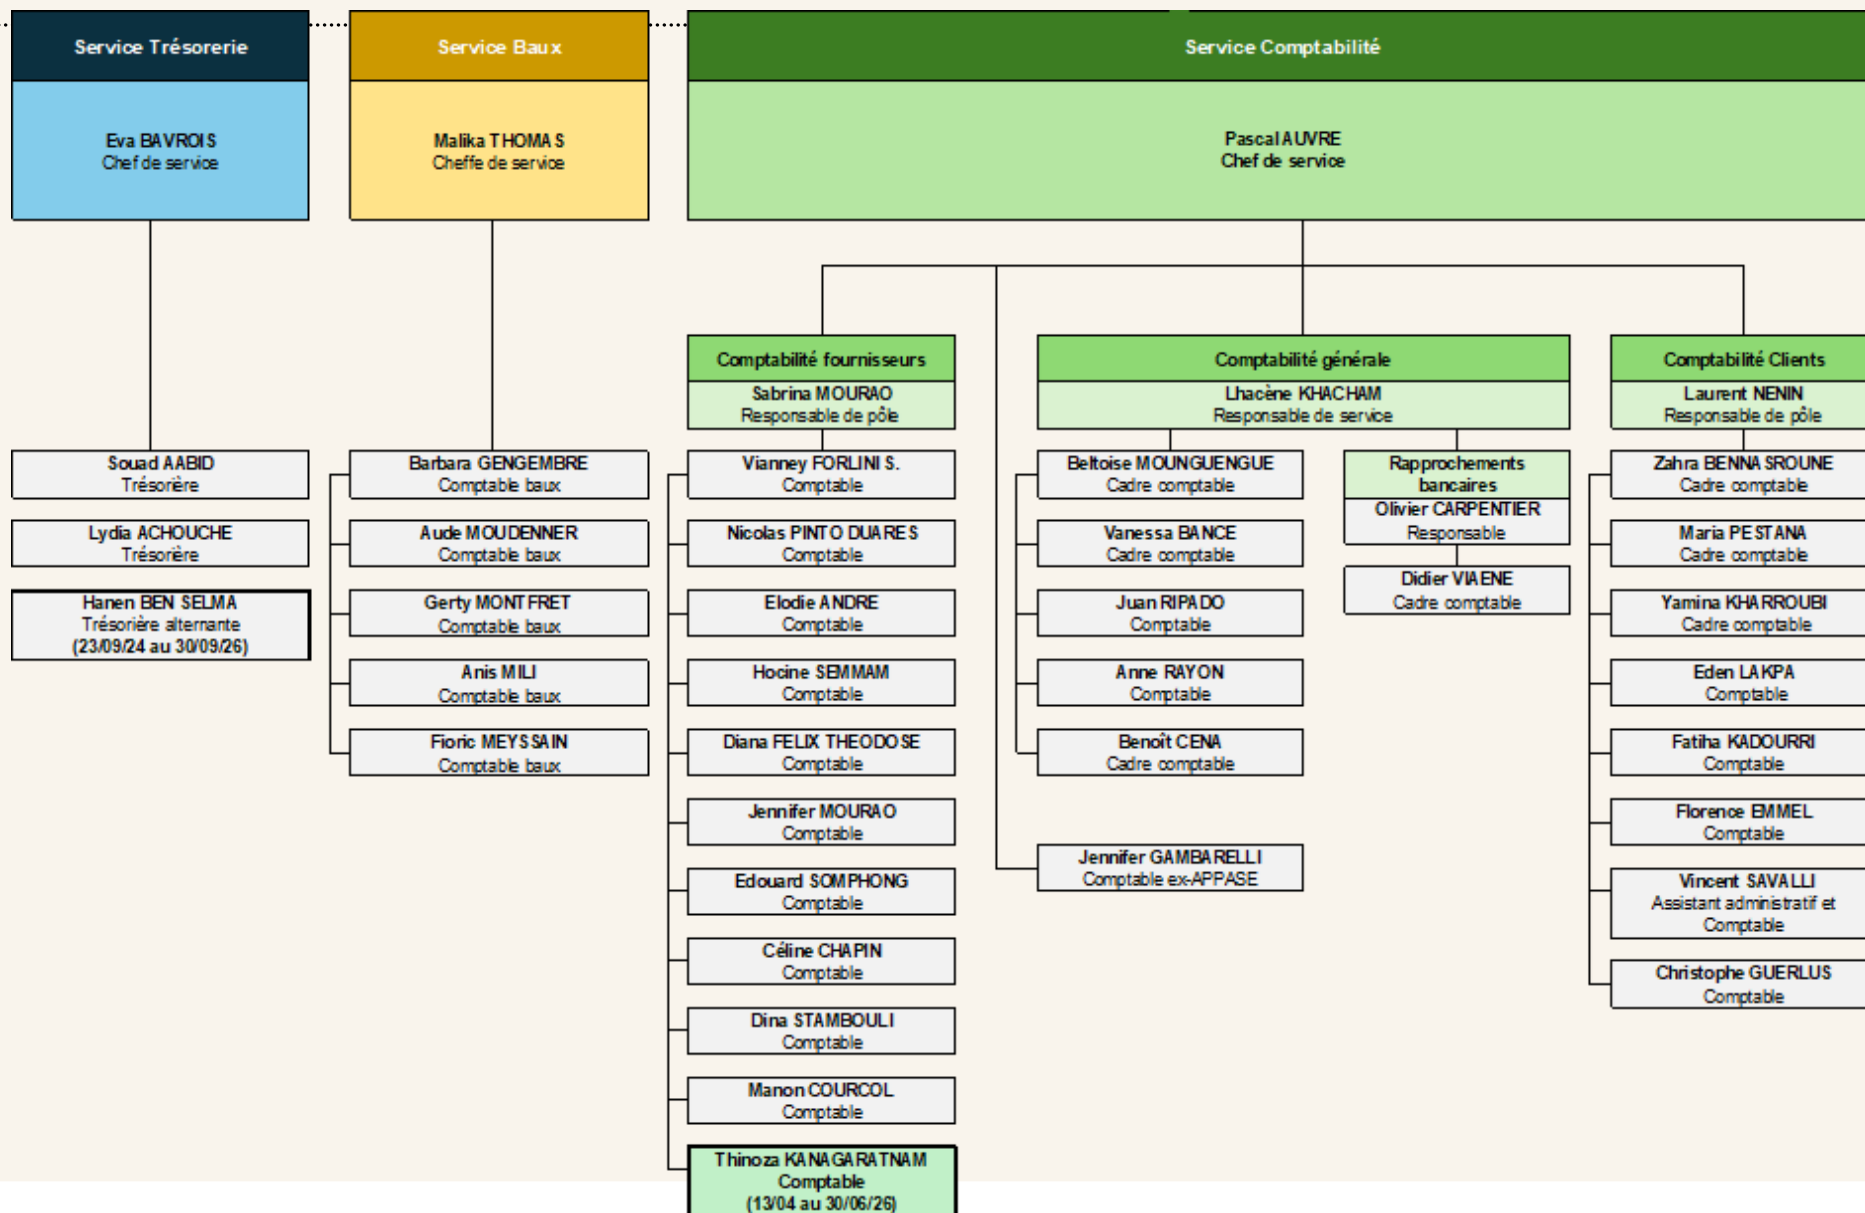 Service Trésorerie
Eva BAVROIS
Chef de service
Souad AABID
Trésorière
Lydia ACHOUCHE
Trésorière
Hanen BEN SELMA
Trésorière alternante
(23/09/24 au 30/09/26)
Service Baux
Malika THOMAS
Cheffe de service
Barbara GENGEMBRE
Comptable baux
Aude MOUDENNER
Comptable baux
Gerty MONTFRET
Comptable baux
Anis MILI
Comptable baux
Fioric MEYSSAIN
Comptable baux
Service Comptabilité
Pascal AUVRE
Chef de service
Comptabilité fournisseurs
Sabrina MOURAO
Responsable de pôle
Vianney FORLINI S.
Comptable
Nicolas PINTO DUARES
Comptable
Elodie ANDRE
Comptable
Hocine SEMMAM
Comptable
Diana FELIX THEODOSE
Comptable
Jennifer MOURAO
Comptable
Edouard SOMPHONG
Comptable
Céline CHAPIN
Comptable
Dina STAMBOULI
Comptable
Manon COURCOL
Comptable
Thinoza KANAGARATNAM
Comptable
(13/04 au 30/06/26)
Comptabilité générale
Lhacène KHACHAM
Responsable de service
Beltoise MOUNGUENGUE
Cadre comptable
Vanessa BANCE
Cadre comptable
Juan RIPADO
Comptable
Anne RAYON
Comptable
Benoît CENA
Cadre comptable
Jennifer GAMBARELLI
Comptable ex-APPASE
Rapprochements
bancaires
Olivier CARPENTIER
Responsable
Didier VIAENE
Cadre comptable
Comptabilité Clients
Laurent NENIN
Responsable de pôle
Zahra BENNASROUNE
Cadre comptable
Maria PESTANA
Cadre comptable
Yamina KHARROUBI
Cadre comptable
Eden LAKPA
Comptable
Fatiha KADOURRI
Comptable
Florence EMMEL
Comptable
Vincent SAVALLI
Assistant administratif et
Comptable
Christophe GUERLUS
Comptable